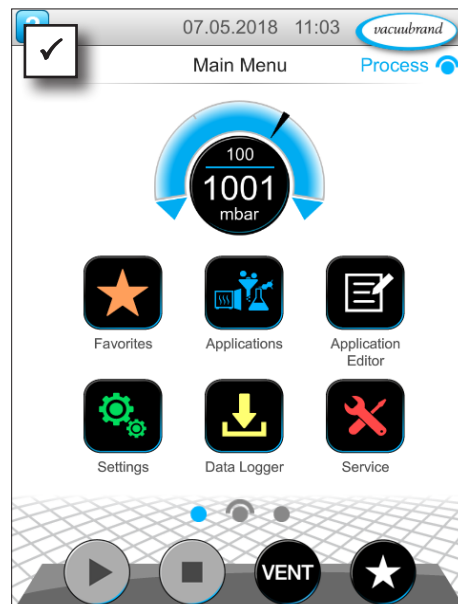 07.05.2018 11:03 vacuubrand
Main Menu Process
100
1001
mbar
Favorites Applications Application
Editor
Settings Data Logger Service
VENT